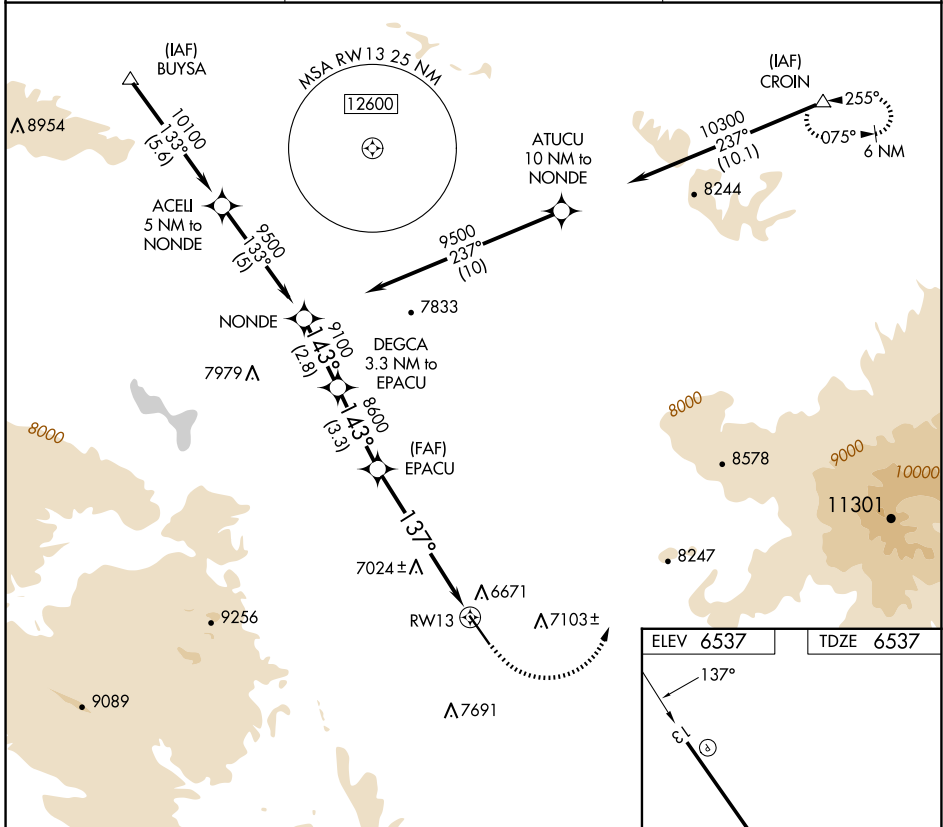 (IAF)
BUYSA
MSA RW13 25 NM
12600
(IAF)
CROIN
255°
075°
6 NM
8954
10100
133°
(5.6)
ATUCU
10 NM to
NONDE
10300
237°
(10.1)
8244
ACELI
5 NM to
NONDE
9500
133°
(5)
9500
237°
(10)
7833
NONDE
9100
143°
(2.8)
DEGCA
3.3 NM to
EPACU
7979
8600
143°
(3.3)
8000
8000
(FAF)
EPACU
8578
9000
10000
11301
137°
7024±
8247
6671
RW13
7103±
9256
ELEV 6537
TDZE 6537
137°
9089
7691
13
P